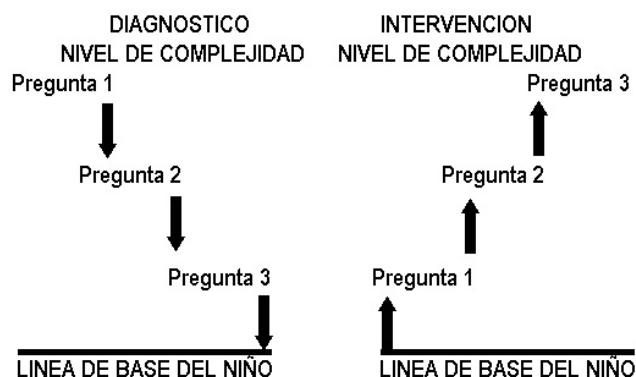 DIAGNOSTICO
NIVEL DE COMPLEJIDAD
Pregunta 1
Pregunta 2
Pregunta 3
LINEA DE BASE DEL NIÑO
INTERVENCION
NIVEL DE COMPLEJIDAD
Pregunta 3
Pregunta 2
Pregunta 1
LINEA DE BASE DEL NIÑO